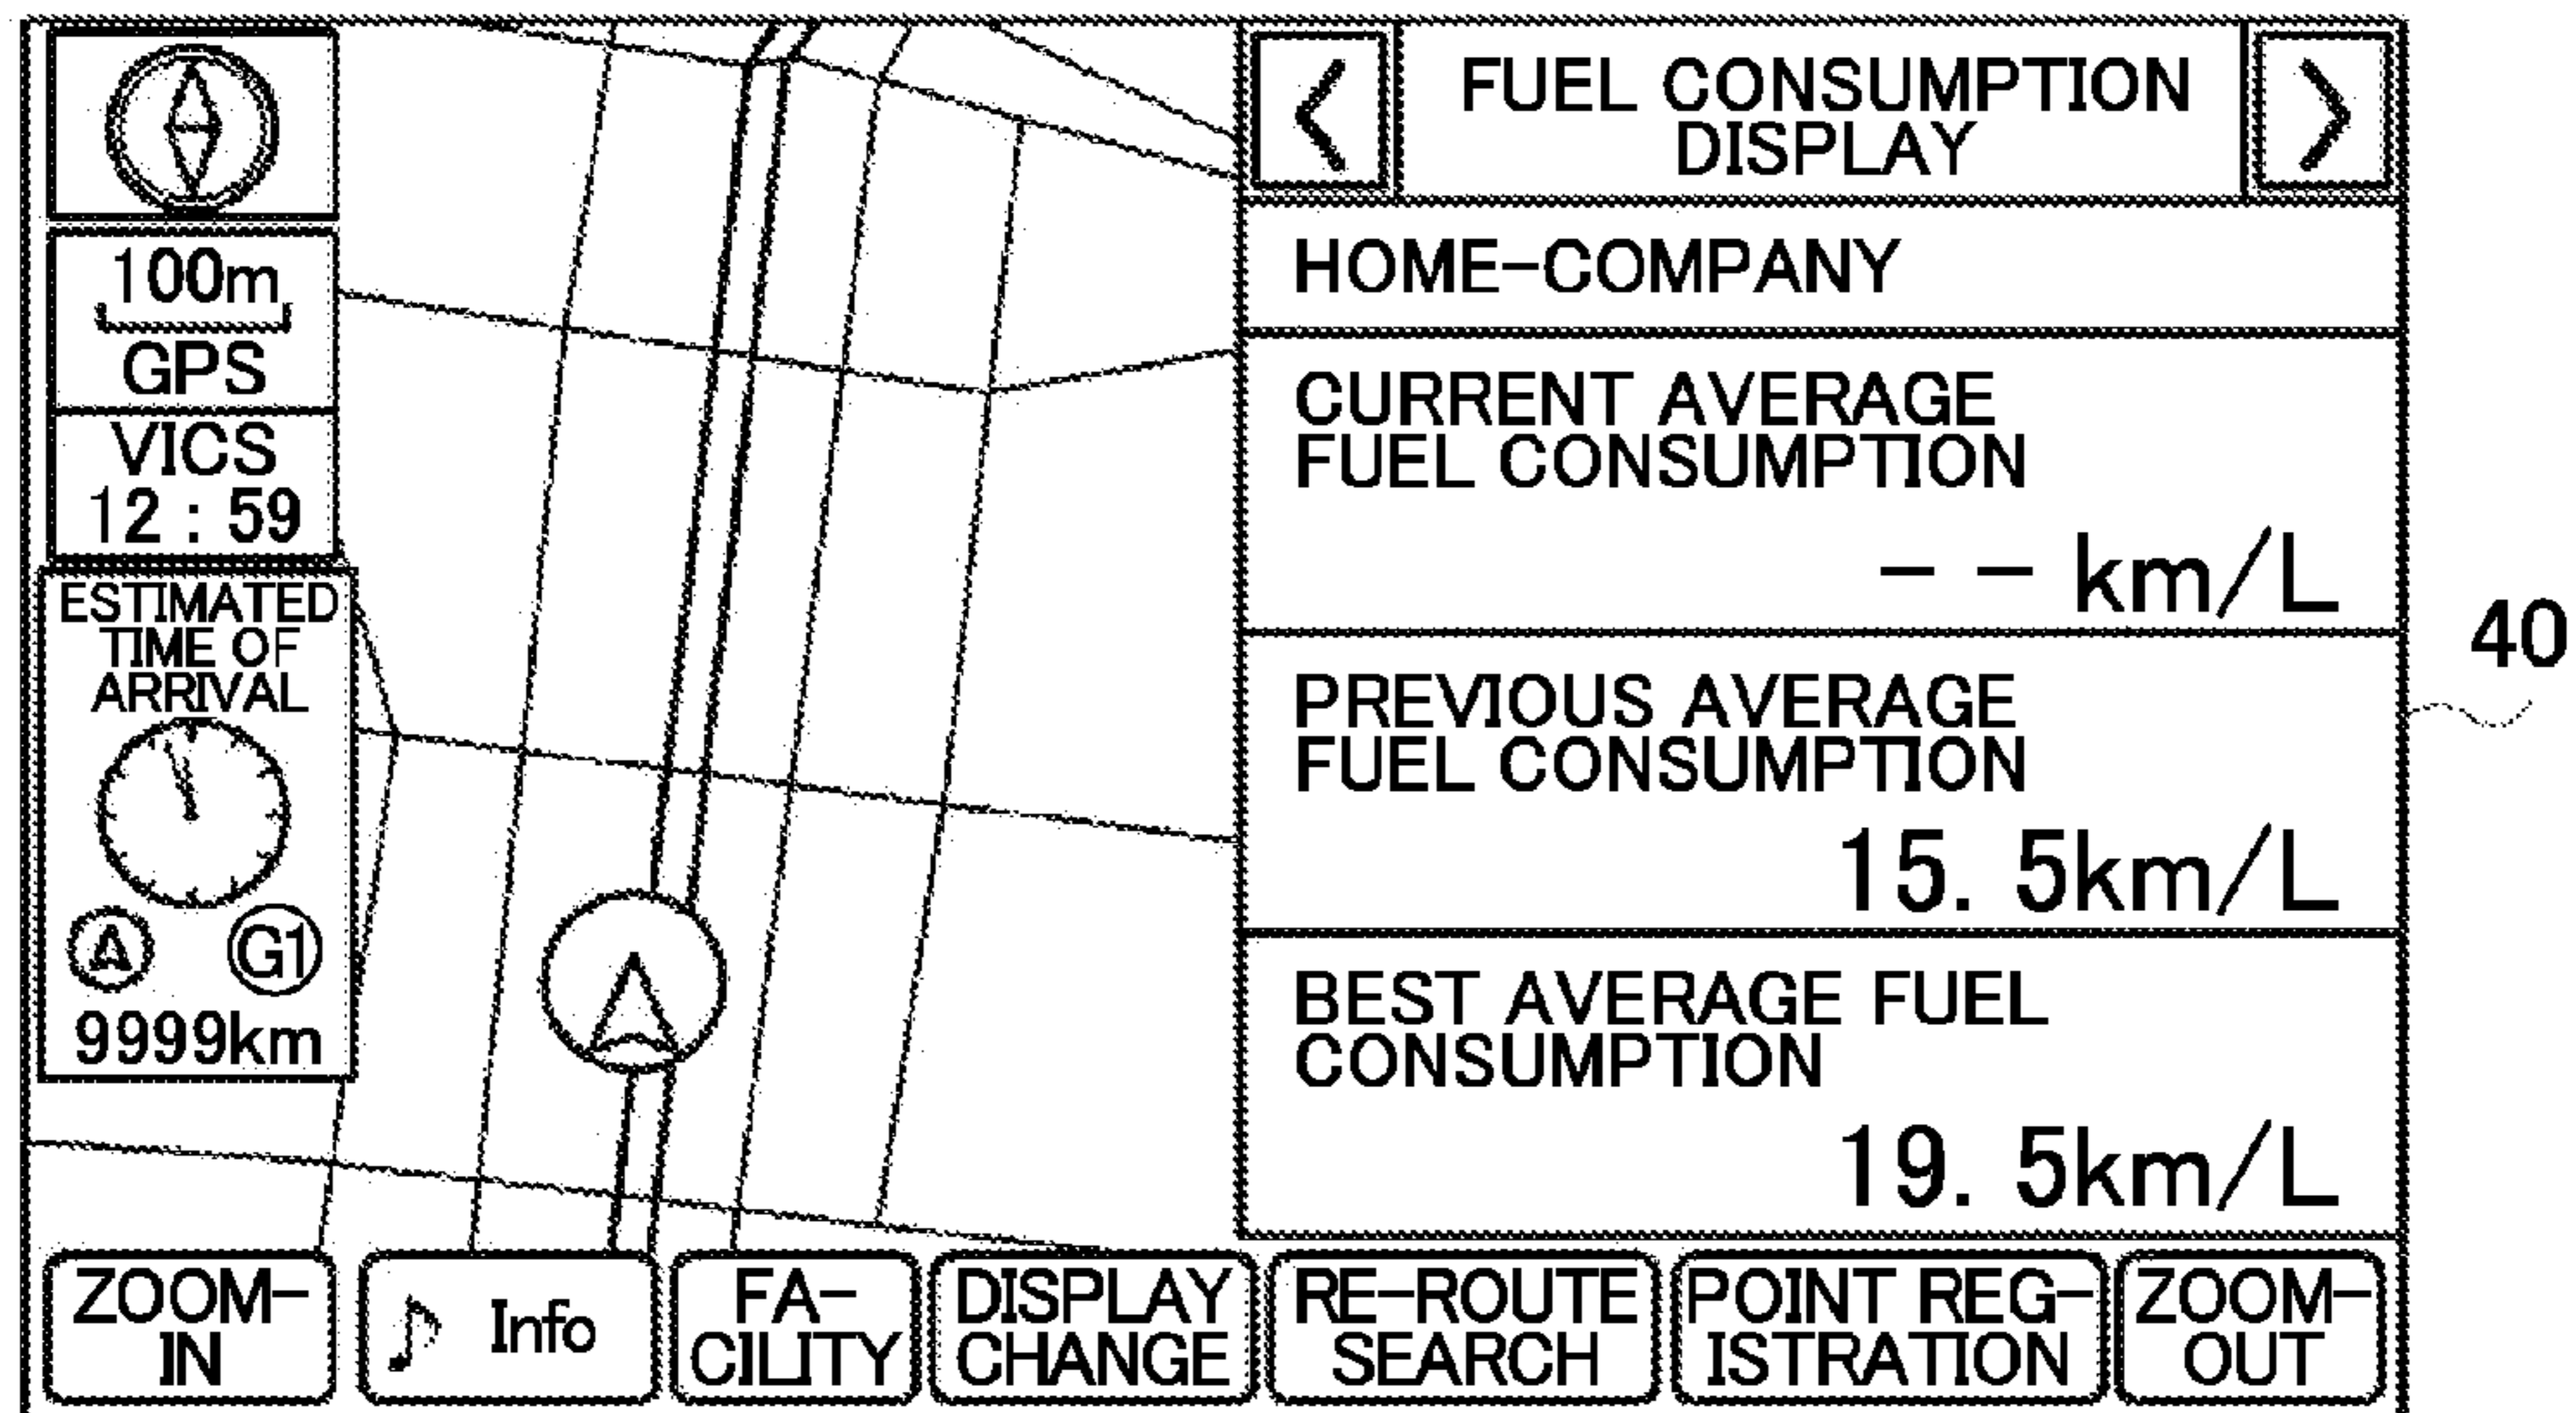 100m
GPS
VICS
12 : 59
ESTIMATED
TIME OF
ARRIVAL
A G1
9999km
FUEL CONSUMPTION
DISPLAY
HOME-COMPANY
CURRENT AVERAGE
FUEL CONSUMPTION
-- km/L
PREVIOUS AVERAGE
FUEL CONSUMPTION
15. 5km/L
BEST AVERAGE FUEL
CONSUMPTION
19. 5km/L
40
ZOOM-
IN
Info
FA-
CILITY
DISPLAY
CHANGE
RE-ROUTE
SEARCH
POINT REG-
ISTRATION
ZOOM-
OUT